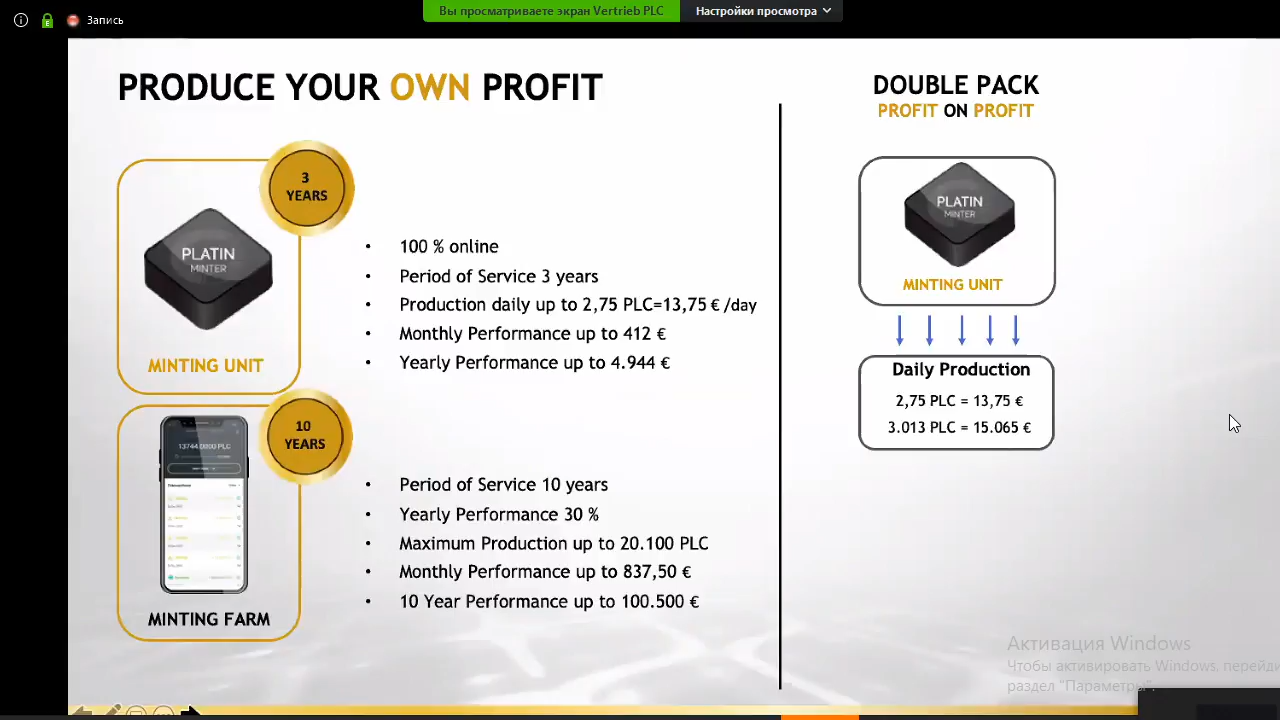 Запись
Вы просматриваете экран Vertrieb PLC
Настройки просмотра
PRODUCE YOUR OWN PROFIT
3
YEARS
PLATIN
MINTER
MINTING UNIT
• 100 % online
• Period of Service 3 years
• Production daily up to 2,75 PLC=13,75 € /day
• Monthly Performance up to 412 €
• Yearly Performance up to 4.944 €
10
YEARS
13744.0800 PLC
MINTING FARM
• Period of Service 10 years
• Yearly Performance 30 %
• Maximum Production up to 20.100 PLC
• Monthly Performance up to 837,50 €
• 10 Year Performance up to 100.500 €
DOUBLE PACK
PROFIT ON PROFIT
PLATIN
MINTER
MINTING UNIT
Daily Production
2,75 PLC = 13,75 €
3.013 PLC = 15.065 €
Активация Windows
Чтобы активировать Windows, перейди
раздел "Параметры".